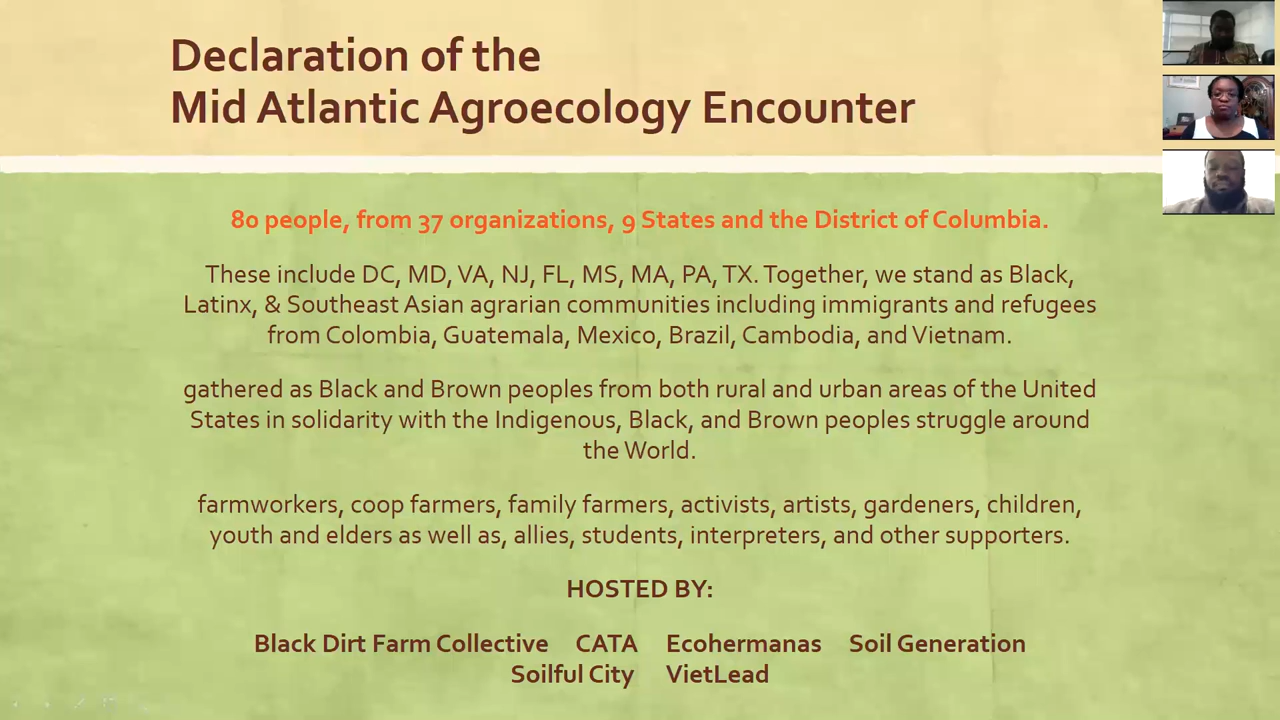 Declaration of the
Mid Atlantic Agroecology Encounter
80 people, from 37 organizations, 9 States and the District of Columbia.
These include DC, MD, VA, NJ, FL, MS, MA, PA, TX. Together, we stand as Black,
Latinx, & Southeast Asian agrarian communities including immigrants and refugees
from Colombia, Guatemala, Mexico, Brazil, Cambodia, and Vietnam.
gathered as Black and Brown peoples from both rural and urban areas of the United
States in solidarity with the Indigenous, Black, and Brown peoples struggle around
the World.
farmworkers, coop farmers, family farmers, activists, artists, gardeners, children,
youth and elders as well as, allies, students, interpreters, and other supporters.
HOSTED BY:
Black Dirt Farm Collective CATA Ecohermanas Soil Generation
Soilful City VietLead